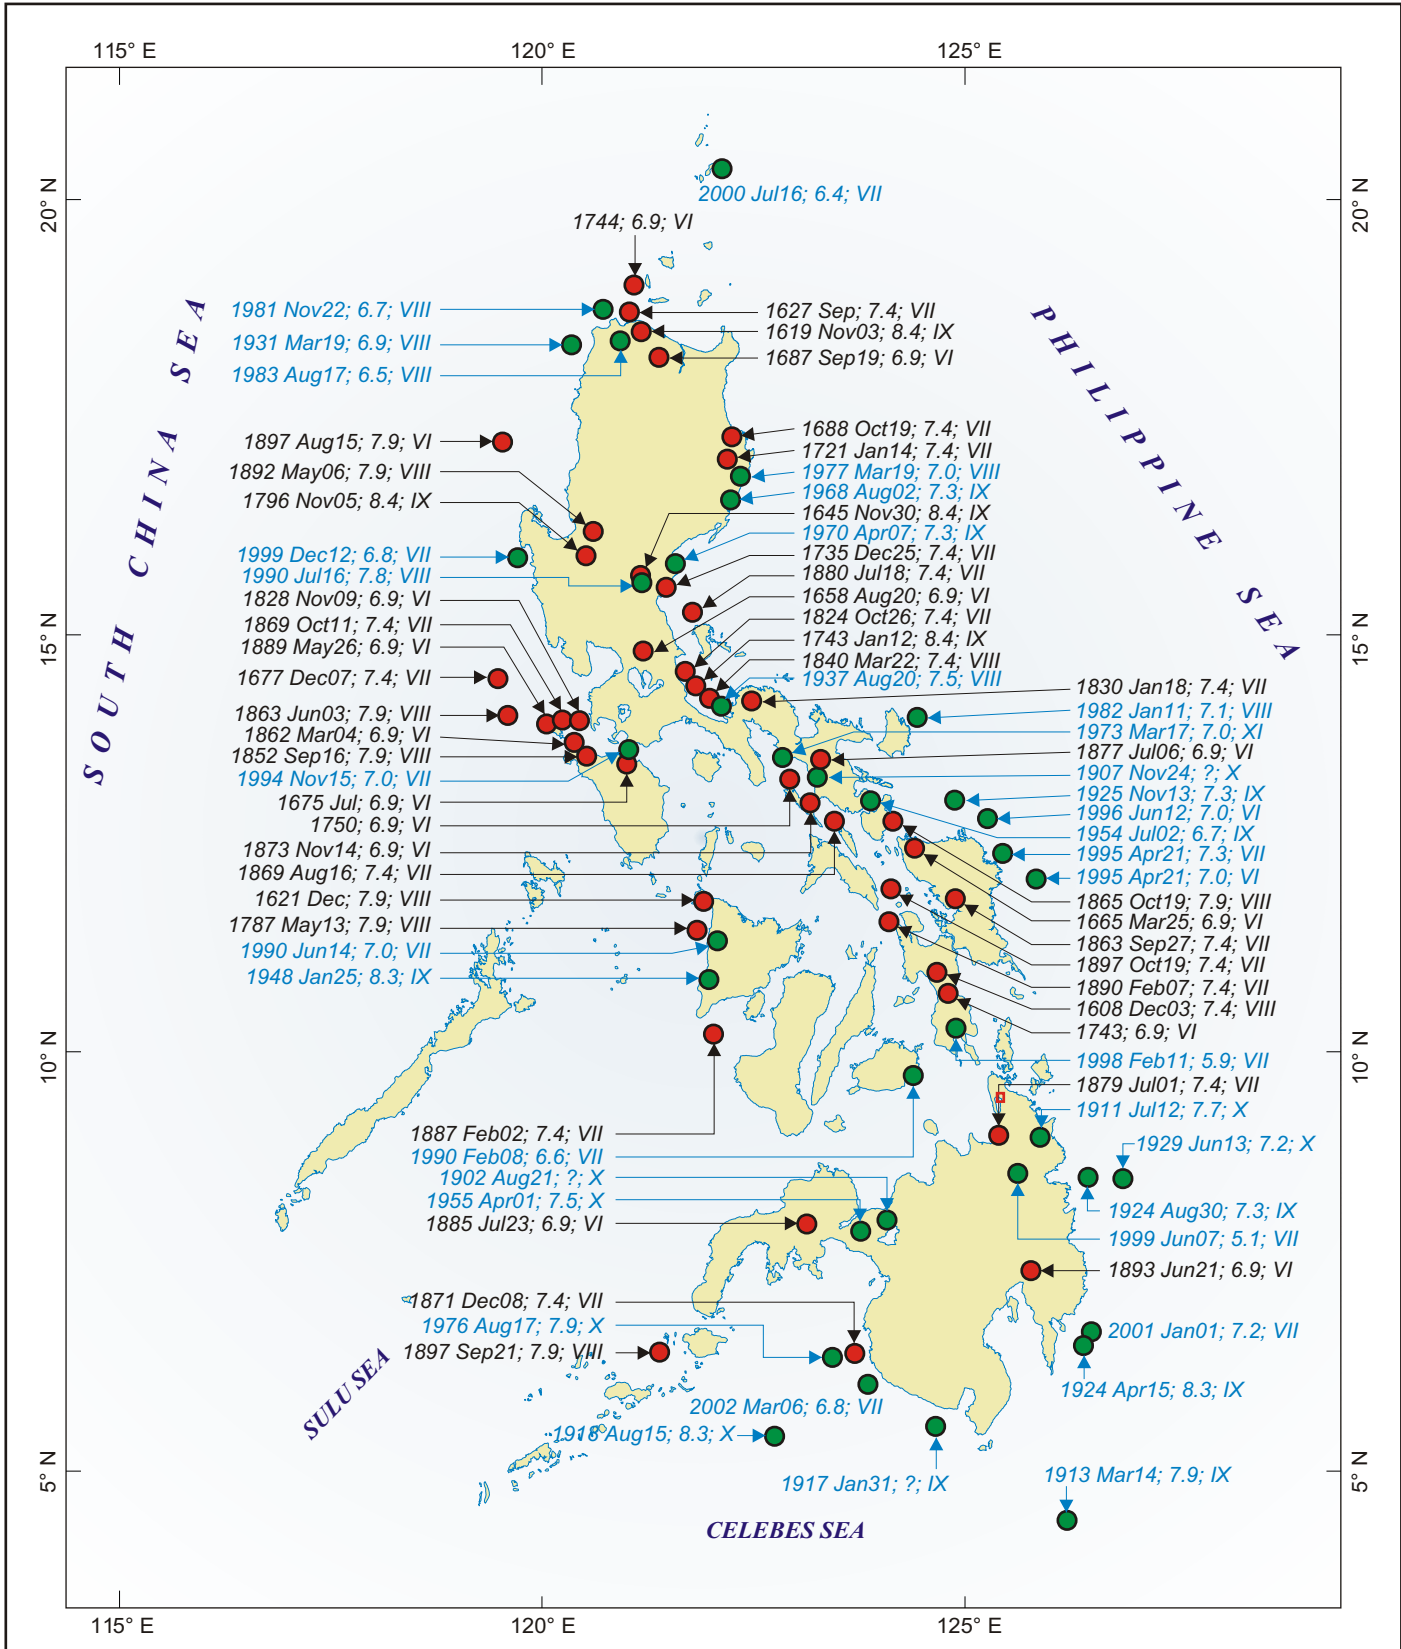 115° E
120° E
125° E
20° N
20° N
2000 Jul16; 6.4; VII
1744; 6.9; VI
1981 Nov22; 6.7; VIII
1627 Sep; 7.4; VII
1619 Nov03; 8.4; IX
1931 Mar19; 6.9; VIII
1687 Sep19; 6.9; VI
1983 Aug17; 6.5; VIII
SOUTH CHINA SEA
PHILIPPINE SEA
1897 Aug15; 7.9; VI
1892 May06; 7.9; VIII
1796 Nov05; 8.4; IX
1688 Oct19; 7.4; VII
1721 Jan14; 7.4; VII
1977 Mar19; 7.0; VIII
1968 Aug02; 7.3; IX
1645 Nov30; 8.4; IX
1970 Apr07; 7.3; IX
1735 Dec25; 7.4; VII
1880 Jul18; 7.4; VII
1658 Aug20; 6.9; VI
1824 Oct26; 7.4; VII
1743 Jan12; 8.4; IX
1840 Mar22; 7.4; VIII
1937 Aug20; 7.5; VIII
1999 Dec12; 6.8; VII
1990 Jul16; 7.8; VIII
1828 Nov09; 6.9; VI
1869 Oct11; 7.4; VII
1889 May26; 6.9; VI
1677 Dec07; 7.4; VII
1863 Jun03; 7.9; VIII
1862 Mar04; 6.9; VI
1852 Sep16; 7.9; VIII
1994 Nov15; 7.0; VII
1675 Jul; 6.9; VI
1750; 6.9; VI
1873 Nov14; 6.9; VI
1869 Aug16; 7.4; VII
1621 Dec; 7.9; VIII
1787 May13; 7.9; VIII
1990 Jun14; 7.0; VII
1948 Jan25; 8.3; IX
15° N
15° N
1830 Jan18; 7.4; VII
1982 Jan11; 7.1; VIII
1973 Mar17; 7.0; XI
1877 Jul06; 6.9; VI
1907 Nov24; ?; X
1925 Nov13; 7.3; IX
1996 Jun12; 7.0; VI
1954 Jul02; 6.7; IX
1995 Apr21; 7.3; VII
1995 Apr21; 7.0; VI
1865 Oct19; 7.9; VIII
1665 Mar25; 6.9; VI
1863 Sep27; 7.4; VII
1897 Oct19; 7.4; VII
1890 Feb07; 7.4; VII
1608 Dec03; 7.4; VIII
1743; 6.9; VI
1998 Feb11; 5.9; VII
1879 Jul01; 7.4; VII
1911 Jul12; 7.7; X
1929 Jun13; 7.2; X
1924 Aug30; 7.3; IX
1999 Jun07; 5.1; VII
1893 Jun21; 6.9; VI
2001 Jan01; 7.2; VII
1924 Apr15; 8.3; IX
10° N
10° N
1887 Feb02; 7.4; VII
1990 Feb08; 6.6; VII
1902 Aug21; ?; X
1955 Apr01; 7.5; X
1885 Jul23; 6.9; VI
1871 Dec08; 7.4; VII
1976 Aug17; 7.9; X
1897 Sep21; 7.9; VIII
SULU SEA
2002 Mar06; 6.8; VII
1918 Aug15; 8.3; X
1917 Jan31; ?; IX
1913 Mar14; 7.9; IX
5° N
5° N
CELEBES SEA
115° E
120° E
125° E